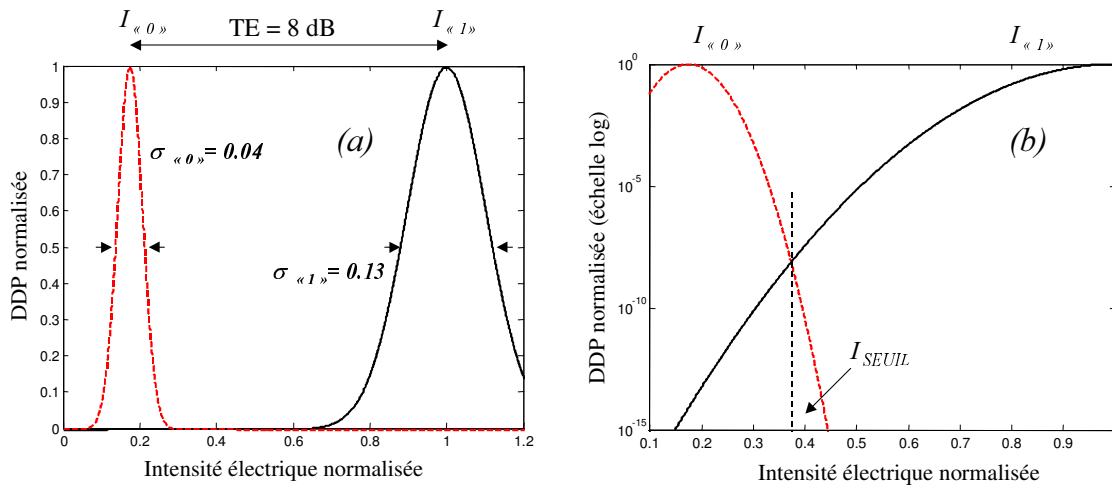 I « 0 » TE = 8 dB I « 1 »
DDP normalisée
1
0.9
0.8
0.7
0.6
0.5
0.4
0.3
0.2
0.1
0
(a)
σ « 0 » = 0.04
σ « 1 » = 0.13
0 0.2 0.4 0.6 0.8 1 1.2
Intensité électrique normalisée
I « 0 » I « 1 »
DDP normalisée (échelle log)
10^0
10^-5
10^-10
10^-15
(b)
I SEUIL
0.1 0.2 0.3 0.4 0.5 0.6 0.7 0.8 0.9
Intensité électrique normalisée